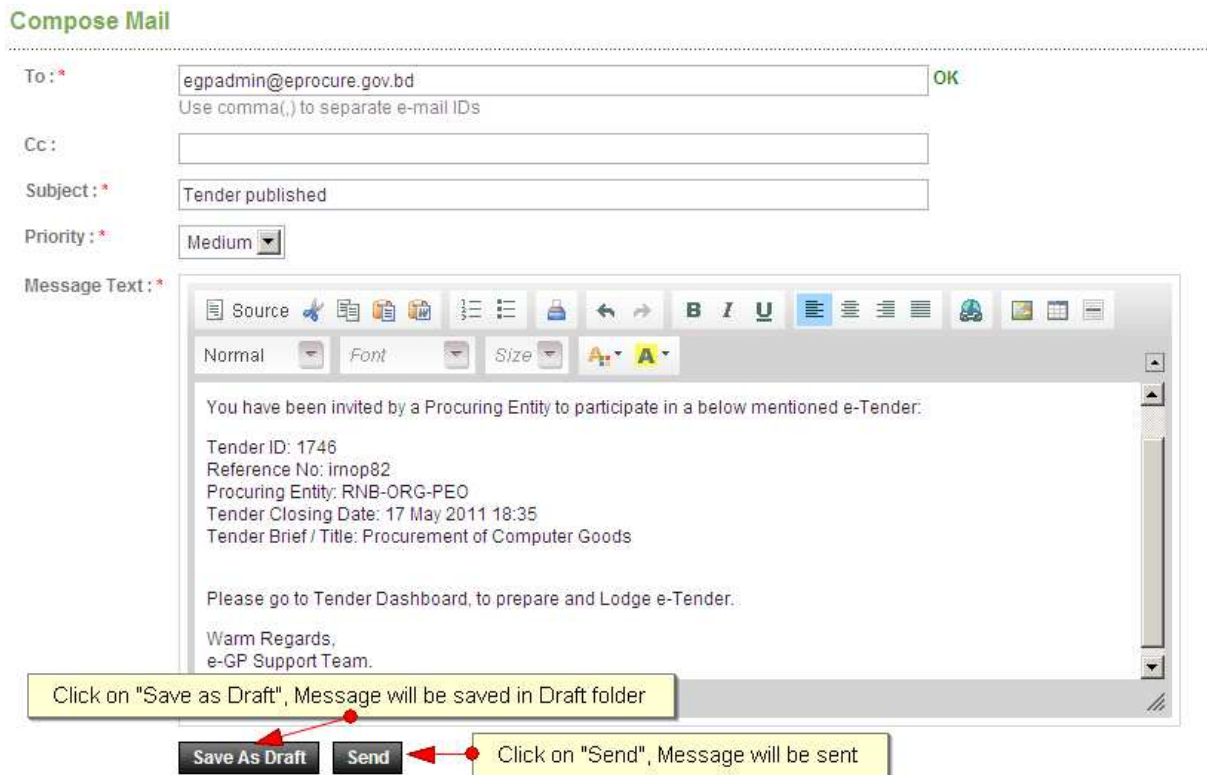 Compose Mail
To : *
egpadmin@eprocure.gov.bd
OK
Use comma(,) to separate e-mail IDs
Cc :
Subject : *
Tender published
Priority : *
Medium
Message Text : *
Source
B I U
Normal
Font
Size
A
A
You have been invited by a Procuring Entity to participate in a below mentioned e-Tender:
Tender ID: 1746
Reference No: irnop82
Procuring Entity: RNB-ORG-PEO
Tender Closing Date: 17 May 2011 18:35
Tender Brief / Title: Procurement of Computer Goods
Please go to Tender Dashboard, to prepare and Lodge e-Tender.
Warm Regards,
e-GP Support Team.
Click on "Save as Draft", Message will be saved in Draft folder
Save As Draft
Send
Click on "Send", Message will be sent